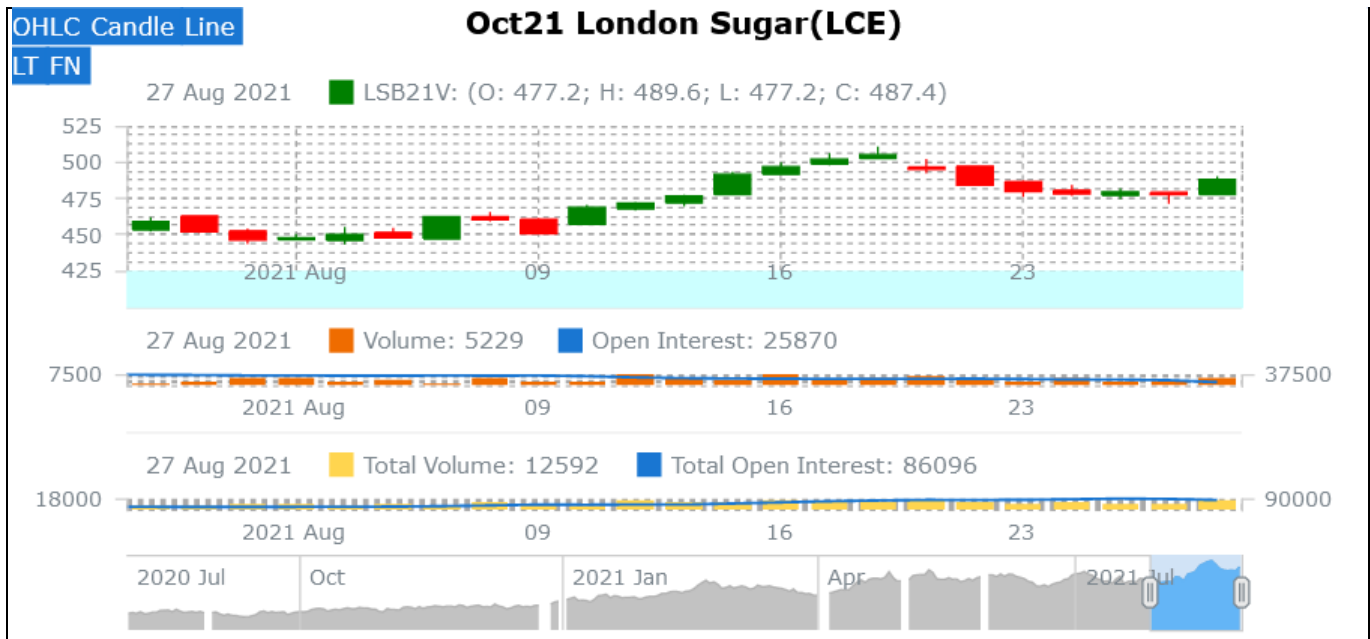 OHLC Candle Line
Oct21 London Sugar(LCE)
LT FN
27 Aug 2021 LSB21V: (O: 477.2; H: 489.6; L: 477.2; C: 487.4)
525
500
475
450
425
2021 Aug 09 16 23
27 Aug 2021 Volume: 5229 Open Interest: 25870
7500 37500
2021 Aug 09 16 23
27 Aug 2021 Total Volume: 12592 Total Open Interest: 86096
18000 90000
2021 Aug 09 16 23
2020 Jul Oct 2021 Jan Apr 2021 Jul